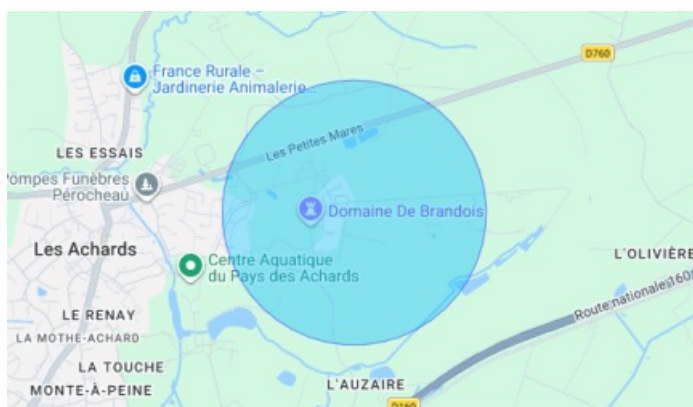 D760
France Rurale –
Jardinerie Animalerie...
Les Petites Mares
LES ESSAIS
Pompes Funèbres
Pérocheau
Domaine De Brandois
Les Achards
Centre Aquatique
du Pays des Achards
L'OLIVIÈRE
Route nationale 160
LE RENAY
LA MOTHE-ACHARD
LA TOUCHE
MONTE-À-PEINE
L'AUZAIRE
D160